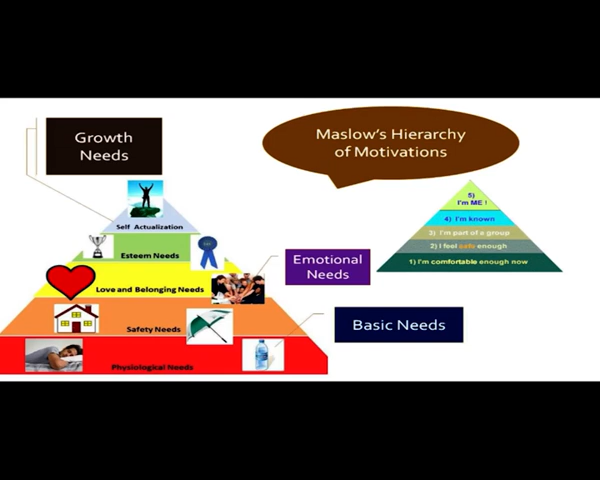 Growth
Needs
Maslow's Hierarchy
of Motivations
Self Actualization
Esteem Needs
Love and Belonging Needs
Safety Needs
Physiological Needs
Emotional
Needs
Basic Needs
5)
I'm ME !
4) I'm known
3) I'm part of a group
2) I feel safe enough
1) I'm comfortable enough now